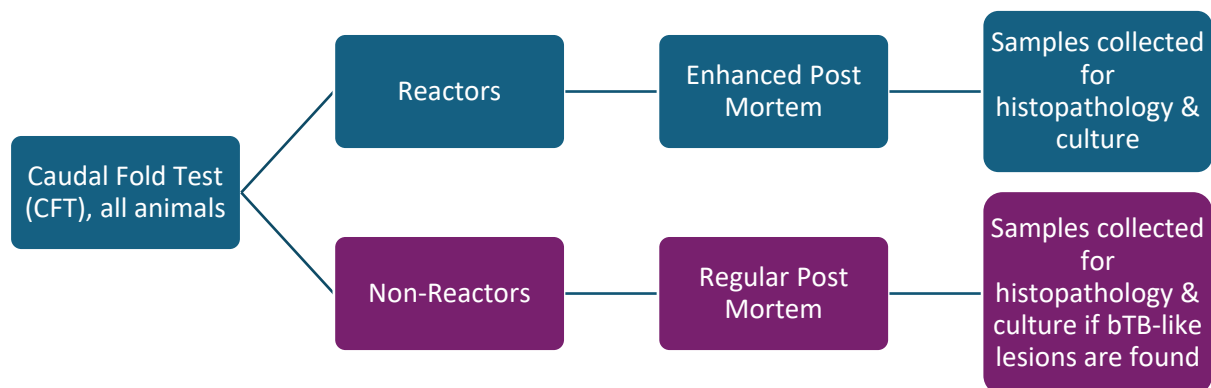 Caudal Fold Test
(CFT), all animals
Reactors
Enhanced Post
Mortem
Samples collected
for
histopathology &
culture
Non-Reactors
Regular Post
Mortem
Samples collected
for
histopathology &
culture if bTB-like
lesions are found